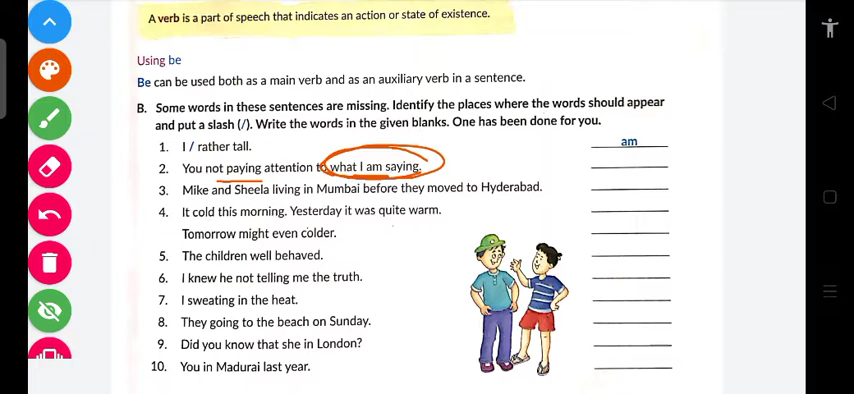 A verb is a part of speech that indicates an action or state of existence.
Using be
Be can be used both as a main verb and as an auxiliary verb in a sentence.
B. Some words in these sentences are missing. Identify the places where the words should appear
and put a slash (/). Write the words in the given blanks. One has been done for you.
1. I / rather tall. am
2. You not paying attention to what I am saying.
3. Mike and Sheela living in Mumbai before they moved to Hyderabad.
4. It cold this morning. Yesterday it was quite warm.
Tomorrow might even colder.
5. The children well behaved.
6. I knew he not telling me the truth.
7. I sweating in the heat.
8. They going to the beach on Sunday.
9. Did you know that she in London?
10. You in Madurai last year.